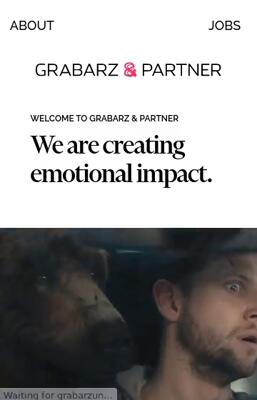 ABOUT
JOBS
GRABARZ & PARTNER
WELCOME TO GRABARZ & PARTNER
We are creating
emotional impact.
Waiting for grabarzun...